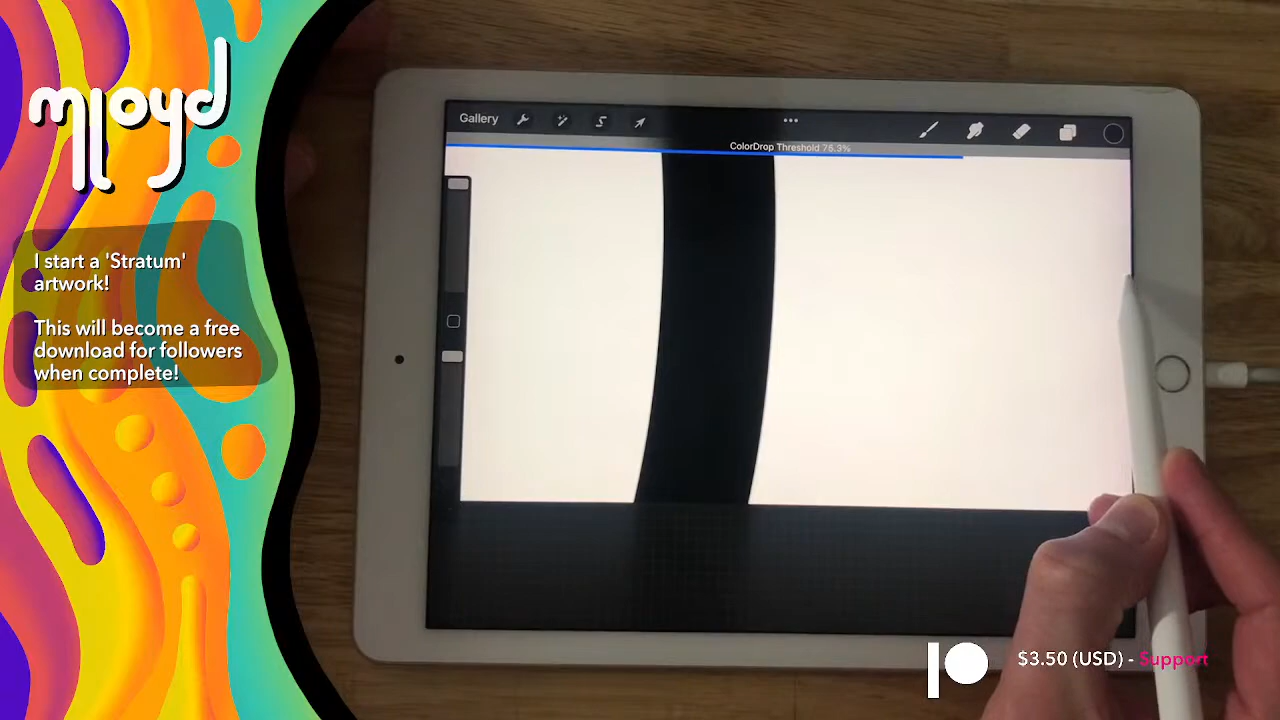 mloyd
I start a 'Stratum'
artwork!
This will become a free
download for followers
when complete!
Gallery
ColorDrop Threshold 75.3%
$3.50 (USD) - Support